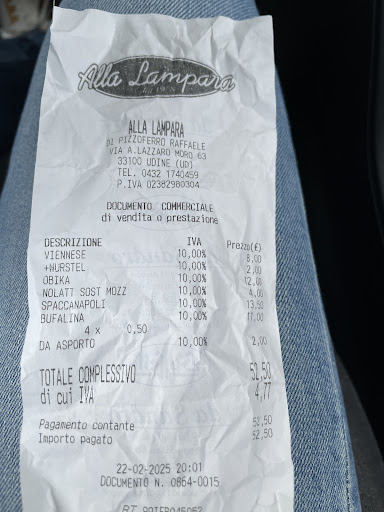 Alla Lampara
ALLA LAMPARA
DI PIZZOFERRO RAFFAELE
VIA A.LAZZARO MORO 63
33100 UDINE (UD)
TEL. 0432 1740459
P.IVA 02382980304
DOCUMENTO COMMERCIALE
di vendita o prestazione
DESCRIZIONE IVA Prezzo(€)
VIENNESE 10,00% 8,00
+WURSTEL 10,00% 2,00
OBIKA 10,00% 12,00
NOLATT SOST MOZZ 10,00% 4,00
SPACCANAPOLI 10,00% 13,50
BUFALINA 10,00% 11,00
4 x 0,50
DA ASPORTO 10,00% 2,00
TOTALE COMPLESSIVO 52,50
di cui IVA 4,77
Pagamento contante 52,50
Importo pagato 52,50
22-02-2025 20:01
DOCUMENTO N. 0864-0015
RT